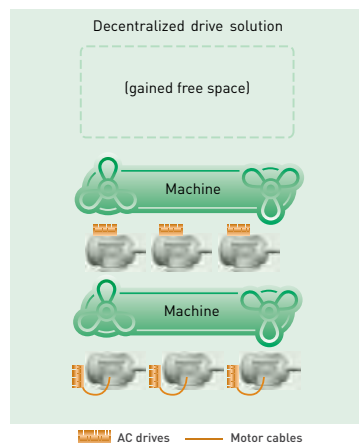 Decentralized drive solution
(gained free space)
Machine
Machine
AC drives
Motor cables